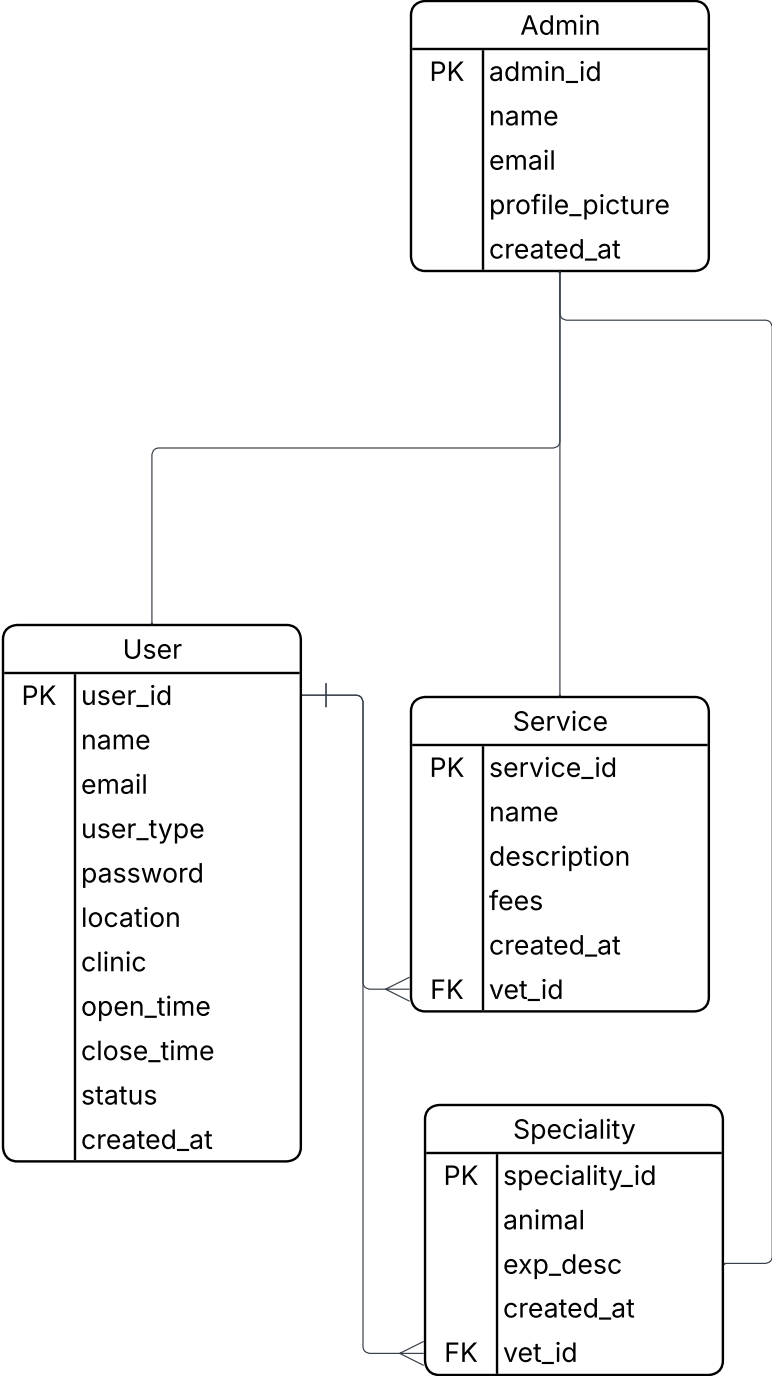 Admin
PK admin_id
name
email
profile_picture
created_at
User
PK user_id
name
email
user_type
password
location
clinic
open_time
close_time
status
created_at
Service
PK service_id
name
description
fees
created_at
FK vet_id
Speciality
PK speciality_id
animal
exp_desc
created_at
FK vet_id